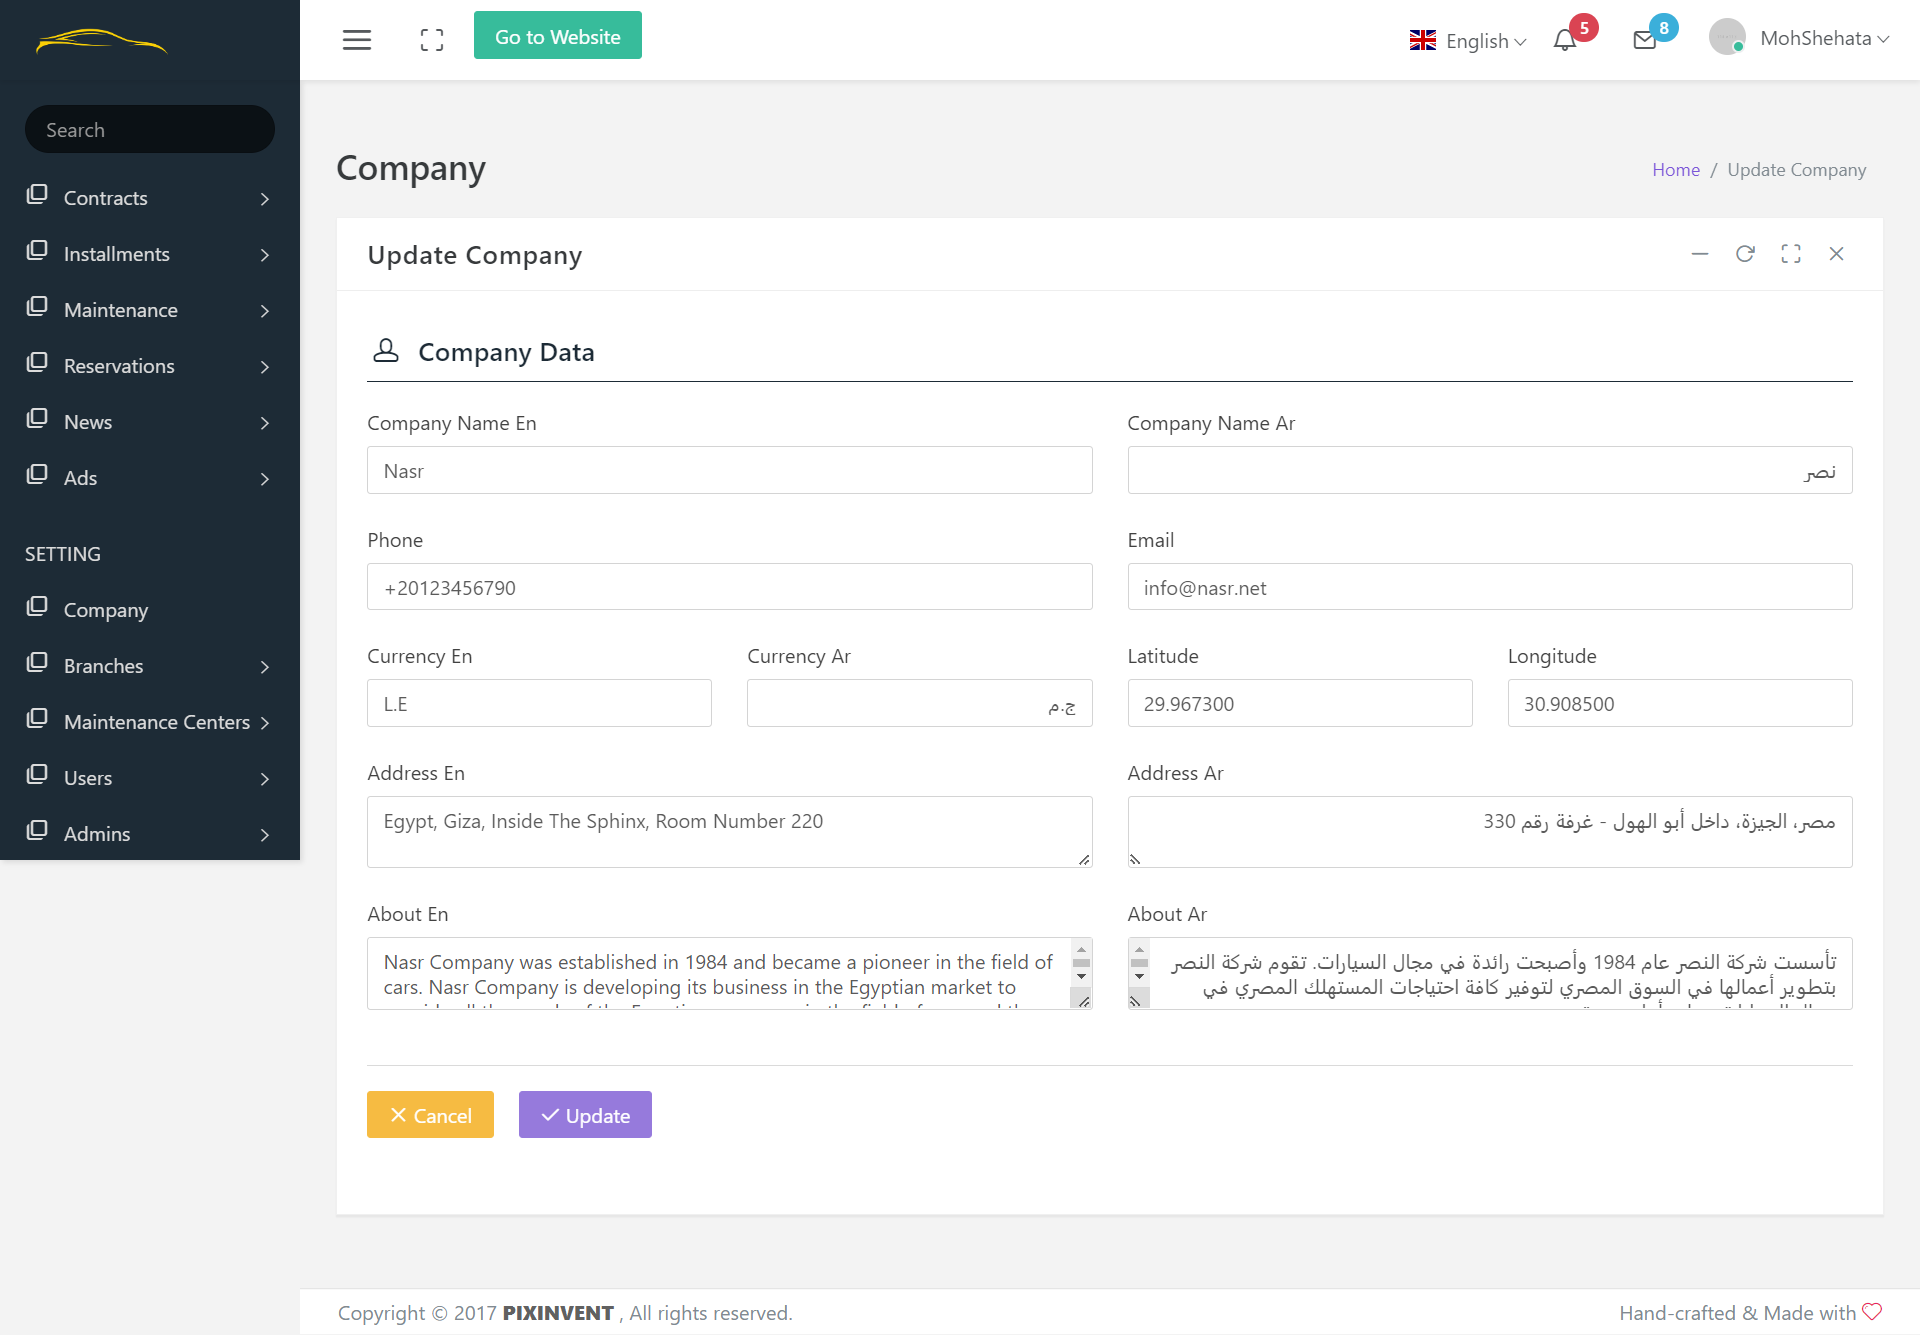 Go to Website
English
5
8
MohShehata
Search
Contracts
Installments
Maintenance
Reservations
News
Ads
SETTING
Company
Branches
Maintenance Centers
Users
Admins
Company
Home / Update Company
Update Company
Company Data
Company Name En
Company Name Ar
Nasr
نصر
Phone
Email
+20123456790
info@nasr.net
Currency En
Currency Ar
Latitude
Longitude
L.E
ج.م
29.967300
30.908500
Address En
Address Ar
Egypt, Giza, Inside The Sphinx, Room Number 220
مصر، الجيزة، داخل أبو الهول - غرفة رقم 330
About En
About Ar
Nasr Company was established in 1984 and became a pioneer in the field of
cars. Nasr Company is developing its business in the Egyptian market to
تأسست شركة النصر عام 1984 وأصبحت رائدة في مجال السيارات. تقوم شركة النصر
بتطوير أعمالها في السوق المصري لتوفير كافة احتياجات المستهلك المصري في
Cancel
Update
Copyright © 2017 PIXINVENT , All rights reserved.
Hand-crafted & Made with